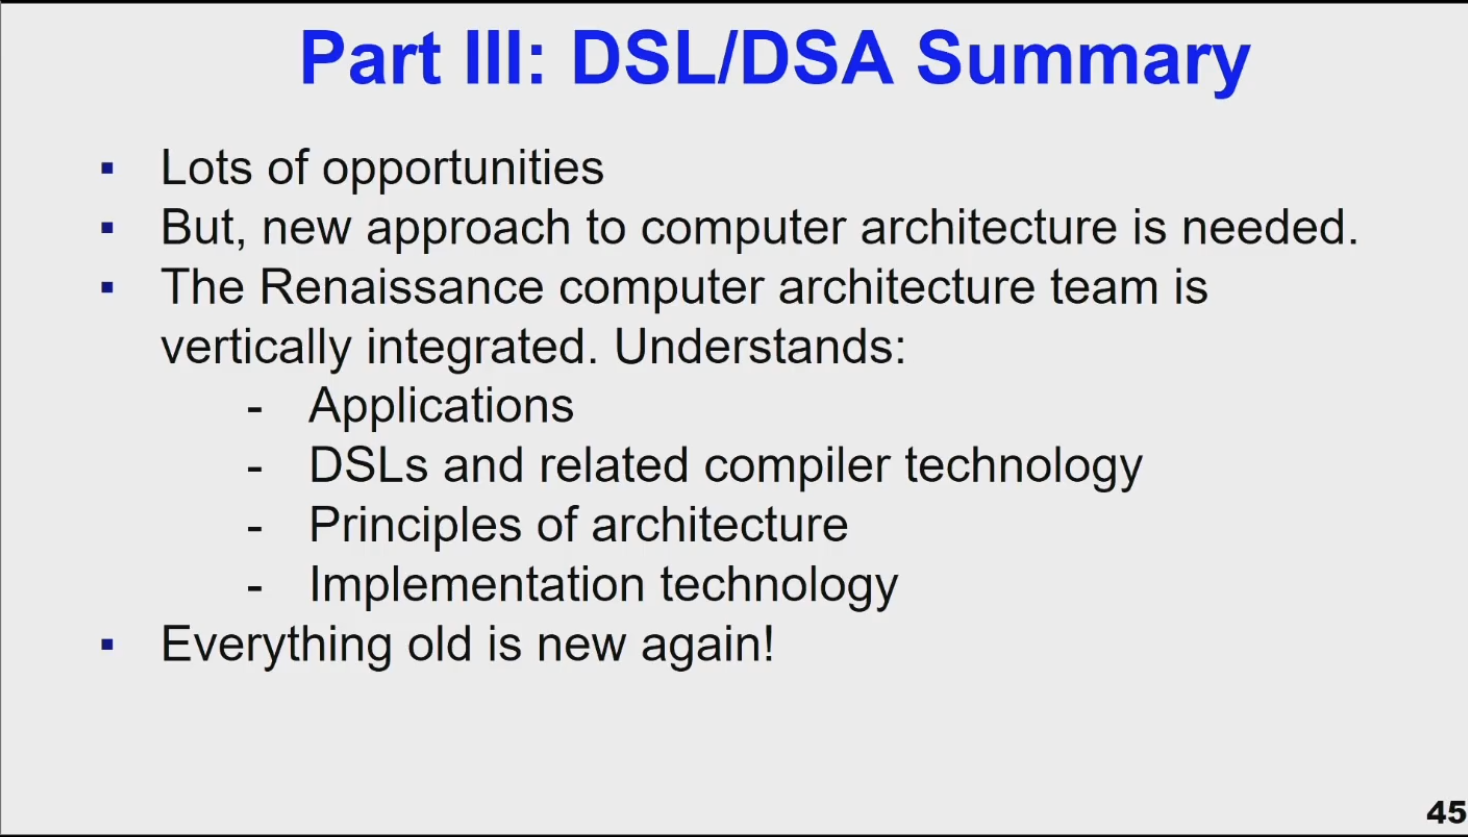 Part III: DSL/DSA Summary
▪ Lots of opportunities
▪ But, new approach to computer architecture is needed.
▪ The Renaissance computer architecture team is
vertically integrated. Understands:
- Applications
- DSLs and related compiler technology
- Principles of architecture
- Implementation technology
▪ Everything old is new again!
45